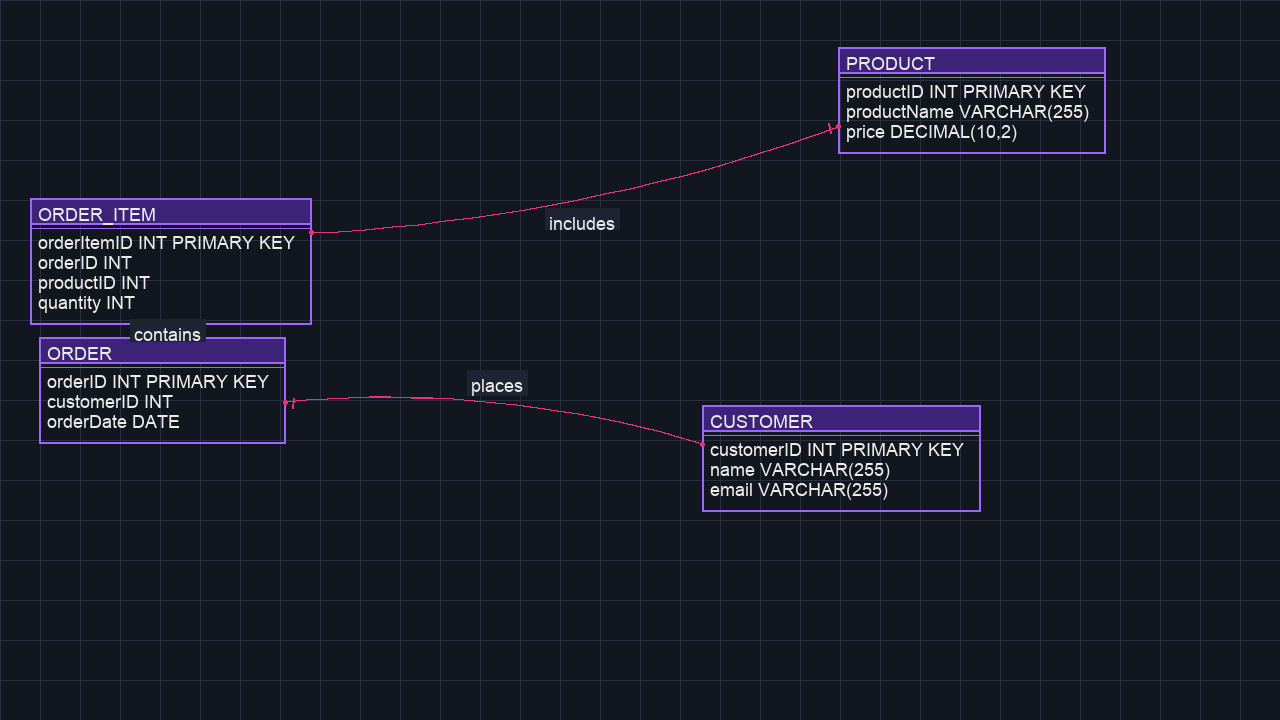 PRODUCT
productID INT PRIMARY KEY
productName VARCHAR(255)
price DECIMAL(10,2)
ORDER_ITEM
orderItemID INT PRIMARY KEY
orderID INT
productID INT
quantity INT
includes
contains
ORDER
orderID INT PRIMARY KEY
customerID INT
orderDate DATE
places
CUSTOMER
customerID INT PRIMARY KEY
name VARCHAR(255)
email VARCHAR(255)